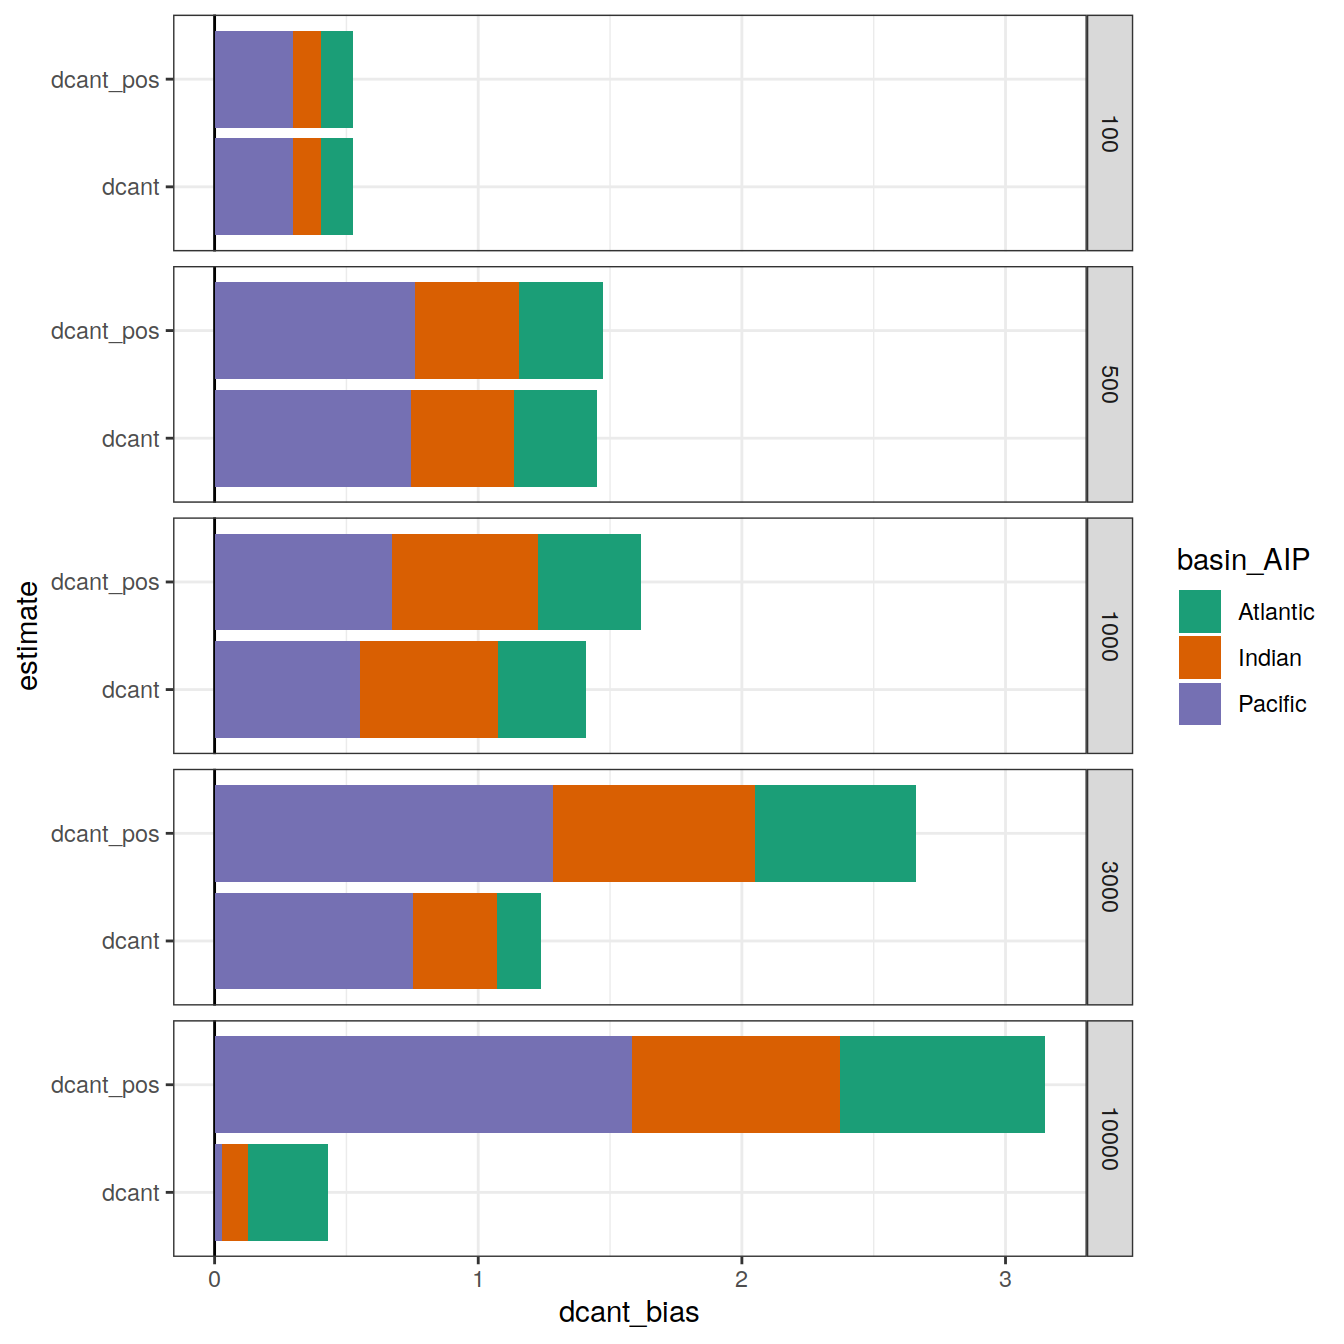 dcant_pos
dcant
100
dcant_pos
dcant
500
dcant_pos
dcant
1000
dcant_pos
dcant
3000
dcant_pos
dcant
10000
estimate
0 1 2 3
dcant_bias
basin_AIP
Atlantic
Indian
Pacific